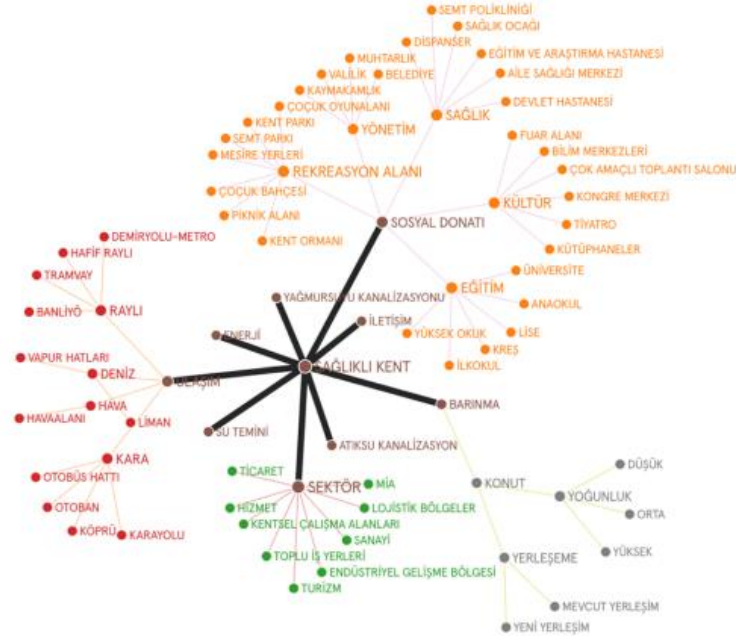 SEMT POLİKLİNİĞİ
SAĞLIK OCAĞI
DİSPANSER
MUHTARLIK
EĞİTİM VE ARAŞTIRMA HASTANESİ
VALİLİK
BELEDİYE
AİLE SAĞLIĞI MERKEZİ
KAYMAKAMLIK
DEVLET HASTANESİ
ÇOÇUK OYUNALANI
SAĞLIK
KENT PARKI
YÖNETİM
FUAR ALANI
SEMT PARKI
BİLİM MERKEZLERİ
MESİRE YERLERİ
REKREASYON ALANI
ÇOK AMAÇLI TOPLANTI SALONU
ÇOÇUK BAHÇESİ
KÜLTÜR
KONGRE MERKEZİ
PİKNİK ALANI
SOSYAL DONATI
TİYATRO
KENT ORMANI
KÜTÜPHANELER
DEMİRYOLU-METRO
HAFİF RAYLI
TRAMVAY
ÜNİVERSİTE
EĞİTİM
YAĞMURSUYU KANALİZASYONU
ANAOKUL
BANLİYÖ
RAYLI
İLETİŞİM
ENERJİ
YÜKSEK OKUK
LİSE
KREŞ
VAPUR HATLARI
İLKOKUL
DENİZ
SAĞLIKLI KENT
ULAŞIM
HAVA
BARINMA
HAVAALANI
LİMAN
SU TEMİNİ
ATIKSU KANALİZASYON
KARA
TİCARET
DÜŞÜK
OTOBÜS HATTI
SEKTÖR
MİA
KONUT
YOĞUNLUK
OTOBAN
HİZMET
LOJİSTİK BÖLGELER
ORTA
KENTSEL ÇALIŞMA ALANLARI
KÖPRÜ
KARAYOLU
SANAYİ
YÜKSEK
TOPLU İŞ YERLERİ
YERLEŞEME
ENDÜSTRİYEL GELİŞME BÖLGESİ
TURİZM
MEVCUT YERLEŞİM
YENİ YERLEŞİM